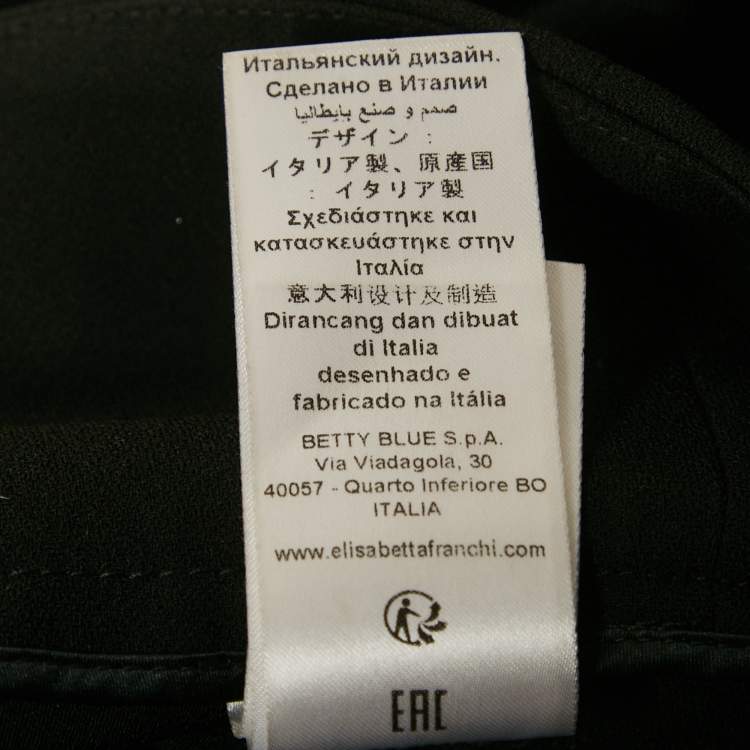 Итальянский дизайн.
Сделано в Италии
صمم و صنع بايطاليا
デザイン :
イタリア製、原産国
: イタリア製
Σχεδιάστηκε και
κατασκευάστηκε στην
Ιταλία
意大利设计及制造
Dirancang dan dibuat
di Italia
desenhado e
fabricado na Itália
BETTY BLUE S.p.A.
Via Viadagola, 30
40057 - Quarto Inferiore BO
ITALIA
www.elisabettafranchi.com
EAC